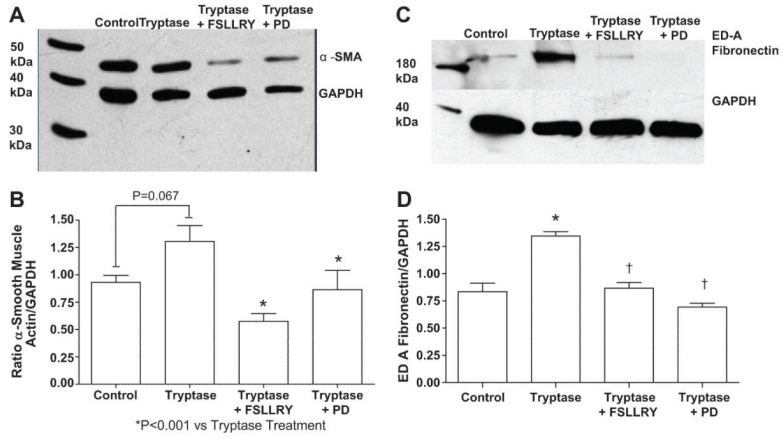 A
Control Tryptase Tryptase + FSLLRY Tryptase + PD
50 kDa
40 kDa
30 kDa
α -SMA
GAPDH
B
P=0.067
Ratio α-Smooth Muscle Actin/GAPDH
1.50
1.25
1.00
0.75
0.50
0.25
0.00
* *
Control Tryptase Tryptase + FSLLRY Tryptase + PD
*P<0.001 vs Tryptase Treatment
C
Control Tryptase Tryptase + FSLLRY Tryptase + PD
ED-A Fibronectin
180 kDa
40 kDa
GAPDH
D
ED A Fibronectin/GAPDH
1.50
1.25
1.00
0.75
0.50
0.25
0.00
* † †
Control Tryptase Tryptase + FSLLRY Tryptase + PD